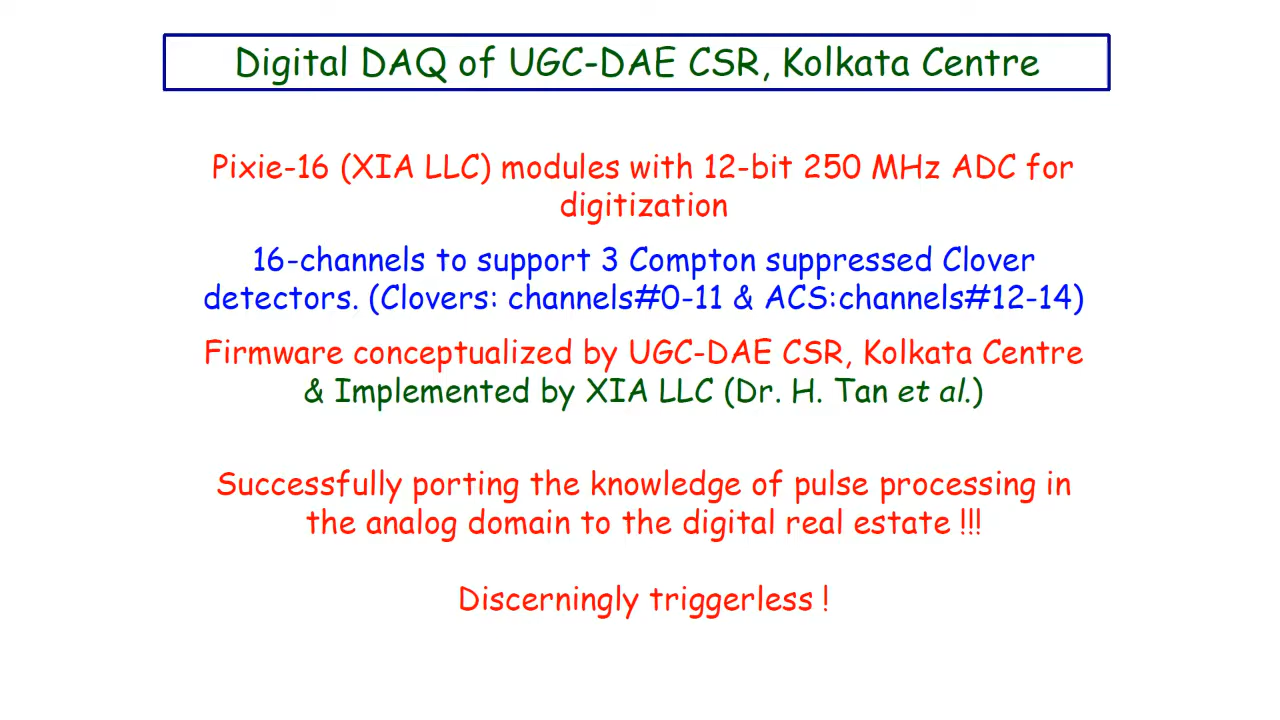 Digital DAQ of UGC-DAE CSR, Kolkata Centre
Pixie-16 (XIA LLC) modules with 12-bit 250 MHz ADC for
digitization
16-channels to support 3 Compton suppressed Clover
detectors. (Clovers: channels#0-11 & ACS:channels#12-14)
Firmware conceptualized by UGC-DAE CSR, Kolkata Centre
& Implemented by XIA LLC (Dr. H. Tan et al.)
Successfully porting the knowledge of pulse processing in
the analog domain to the digital real estate !!!
Discerningly triggerless !